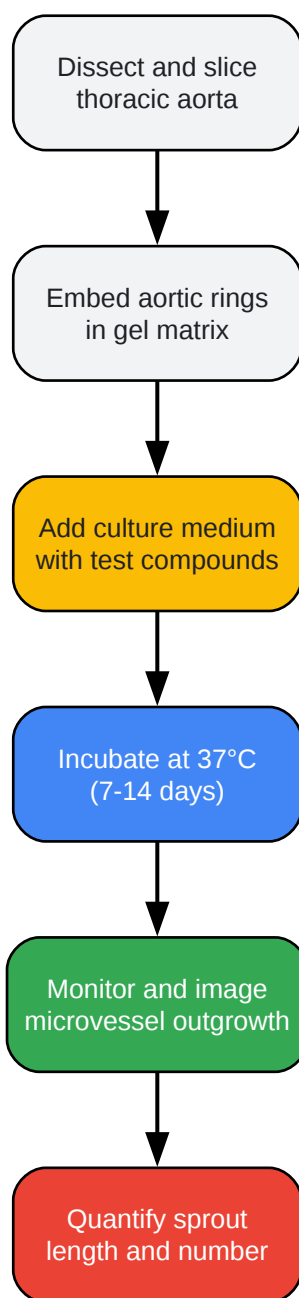 Dissect and slice
thoracic aorta
Embed aortic rings
in gel matrix
Add culture medium
with test compounds
Incubate at 37°C
(7-14 days)
Monitor and image
microvessel outgrowth
Quantify sprout
length and number